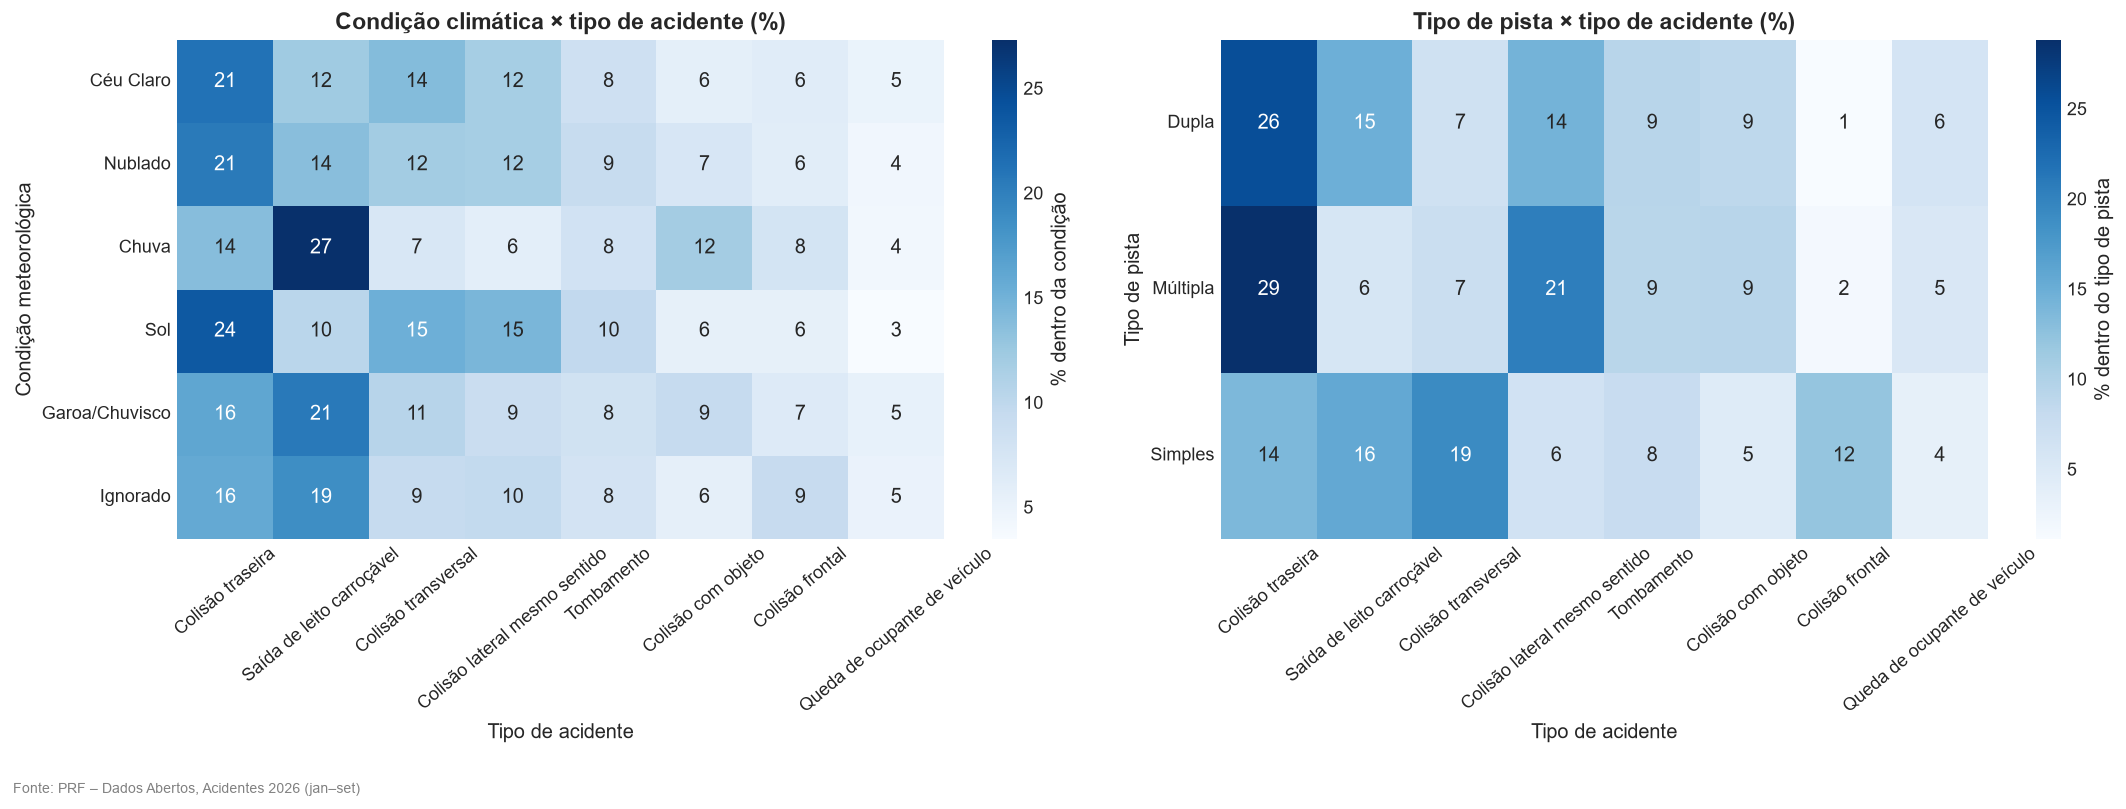 Condição climática × tipo de acidente (%)
Condição meteorológica
Céu Claro 21 12 14 12 8 6 6 5
Nublado 21 14 12 12 9 7 6 4
Chuva 14 27 7 6 8 12 8 4
Sol 24 10 15 15 10 6 6 3
Garoa/Chuvisco 16 21 11 9 8 9 7 5
Ignorado 16 19 9 10 8 6 9 5
Colisão traseira
Saída de leito carroçável
Colisão transversal
Colisão lateral mesmo sentido
Tombamento
Colisão com objeto
Colisão frontal
Queda de ocupante de veículo
Tipo de acidente
25
20
15
10
5
% dentro da condição
Tipo de pista × tipo de acidente (%)
Tipo de pista
Dupla 26 15 7 14 9 9 1 6
Múltipla 29 6 7 21 9 9 2 5
Simples 14 16 19 6 8 5 12 4
Colisão traseira
Saída de leito carroçável
Colisão transversal
Colisão lateral mesmo sentido
Tombamento
Colisão com objeto
Colisão frontal
Queda de ocupante de veículo
Tipo de acidente
25
20
15
10
5
% dentro do tipo de pista
Fonte: PRF – Dados Abertos, Acidentes 2026 (jan–set)